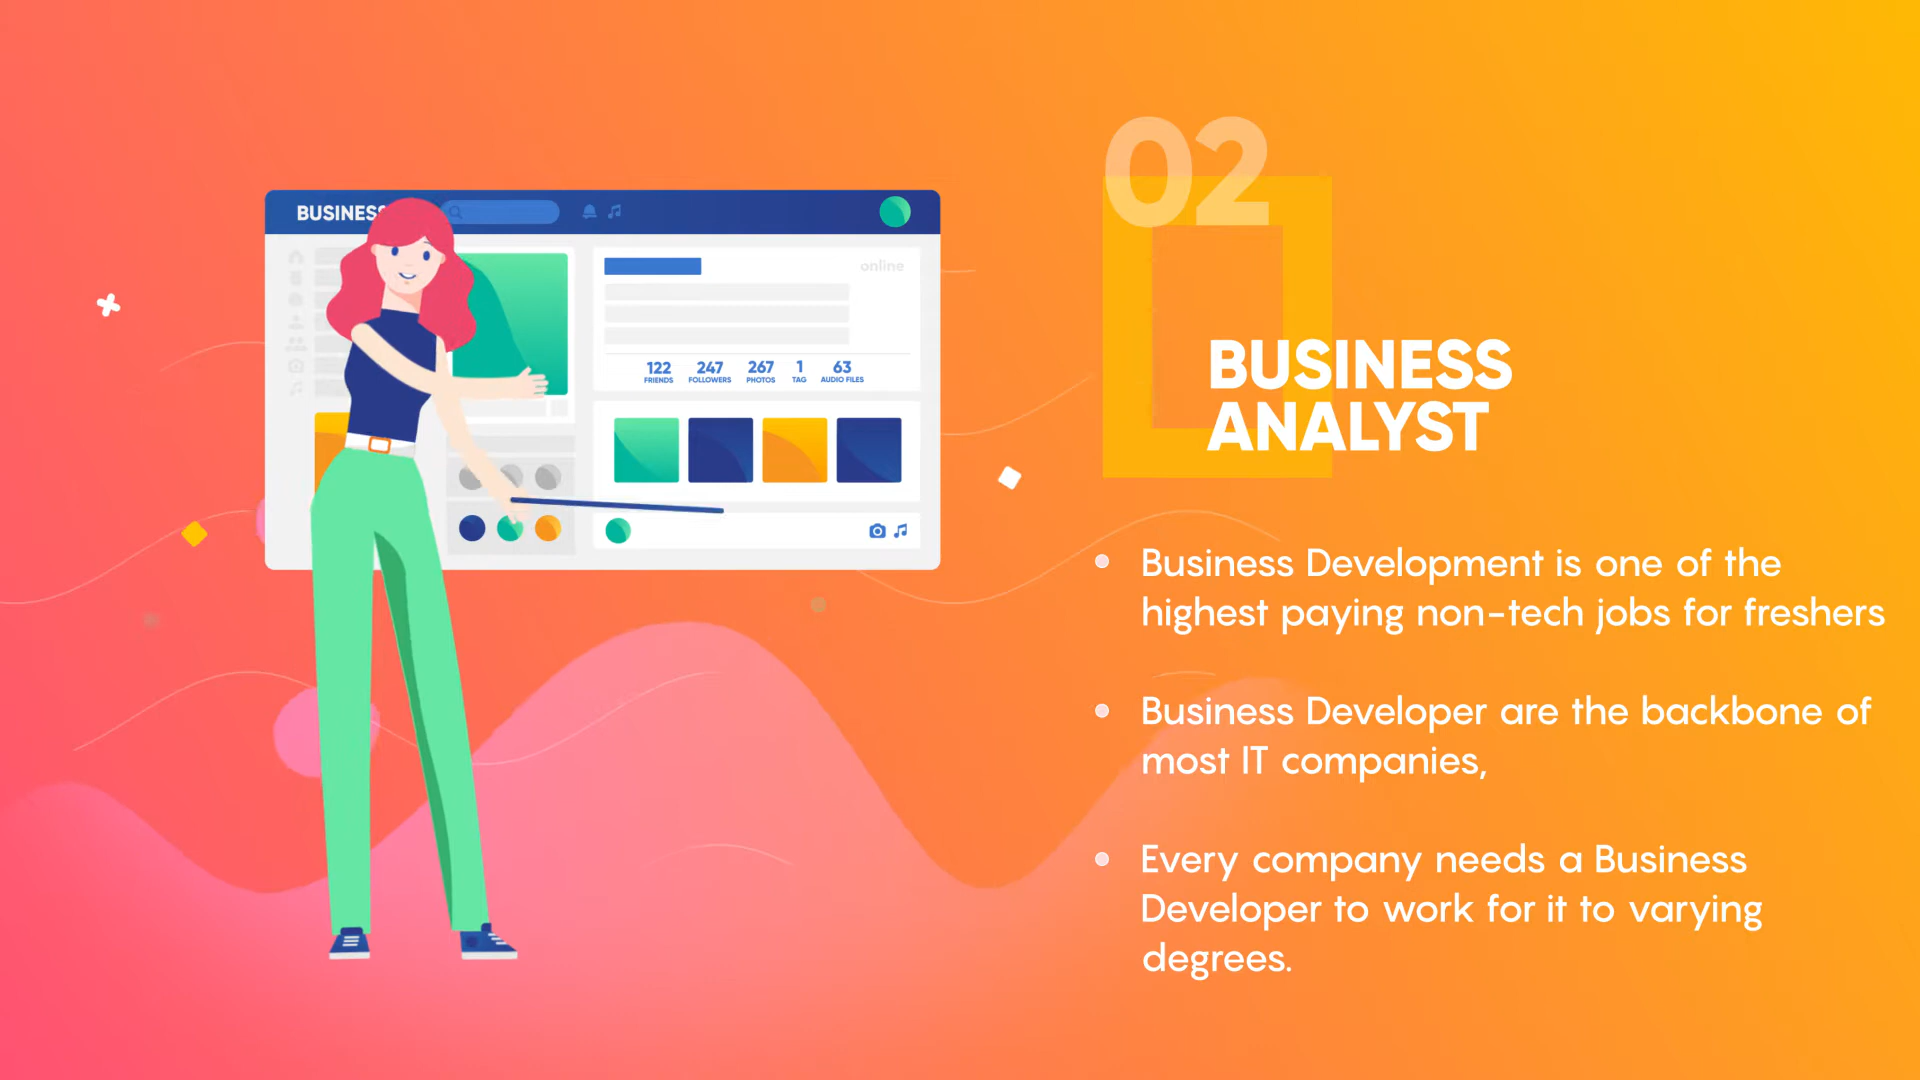 BUSINESS
online
122 247 267 1 63
FRIENDS FOLLOWERS PHOTOS TAG AUDIO FILES
02
BUSINESS
ANALYST
• Business Development is one of the
highest paying non-tech jobs for freshers
• Business Developer are the backbone of
most IT companies,
• Every company needs a Business
Developer to work for it to varying
degrees.